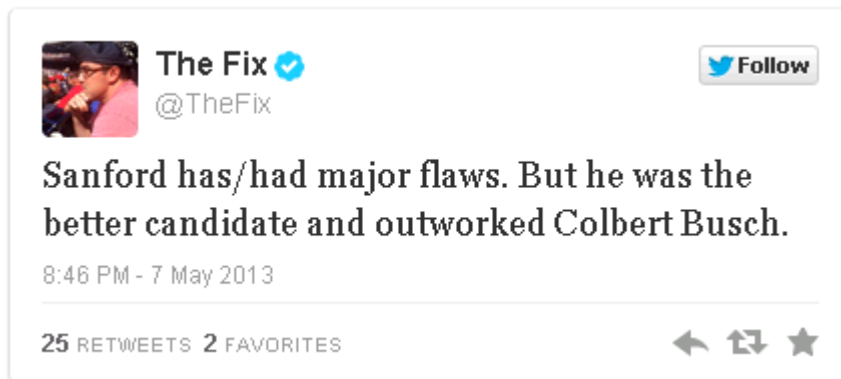 The Fix
Follow
@TheFix
Sanford has/had major flaws. But he was the
better candidate and outworked Colbert Busch.
8:46 PM - 7 May 2013
25 RETWEETS 2 FAVORITES